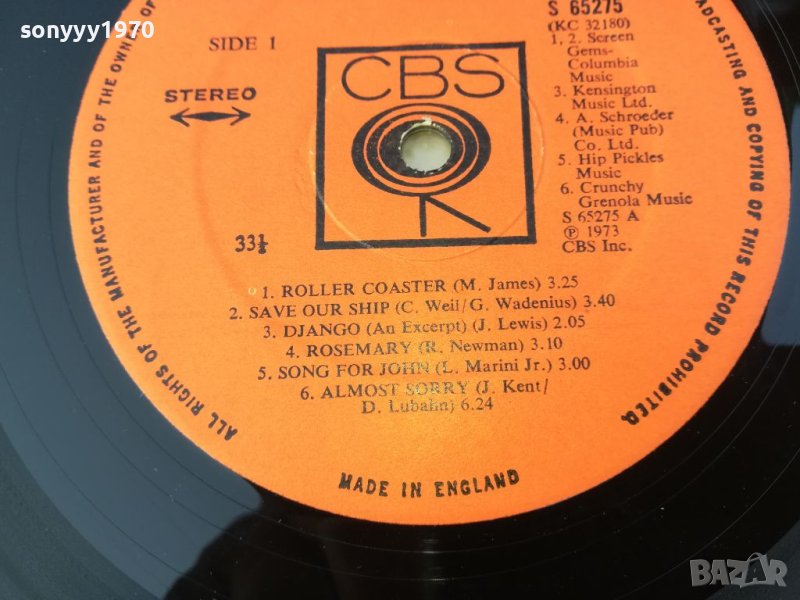 sonyyy1970
SIDE 1
STEREO
33⅓
CBS
S 65275
(KC 32180)
1, 2. Screen
Gems-
Columbia
Music
3. Kensington
Music Ltd.
4. A. Schroeder
(Music Pub)
Co. Ltd.
5. Hip Pickles
Music
6. Crunchy
Grenola Music
S 65275 A
Ⓟ 1973
CBS Inc.
1. ROLLER COASTER (M. James) 3.25
2. SAVE OUR SHIP (C. Weil/G. Wadenius) 3.40
3. DJANGO (An Excerpt) (J. Lewis) 2.05
4. ROSEMARY (R. Newman) 3.10
5. SONG FOR JOHN (L. Marini Jr.) 3.00
6. ALMOST SORRY (J. Kent/
D. Lubahn) 6.24
ALL RIGHTS OF THE MANUFACTURER AND OF THE OWNER OF
AND COPYING OF THIS RECORD PROHIBITED
MADE IN ENGLAND
BAZAR